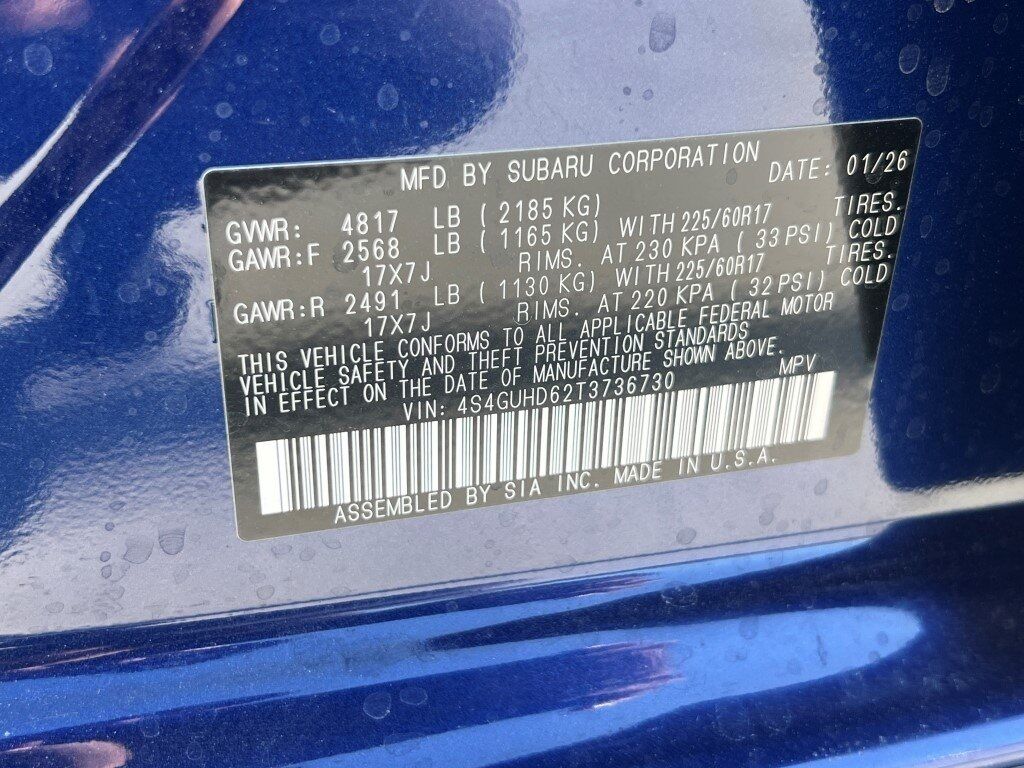 MFD BY SUBARU CORPORATION DATE: 01/26
GVWR: 4817 LB ( 2185 KG)
GAWR:F 2568 LB ( 1165 KG) WITH 225/60R17 TIRES.
17X7J RIMS. AT 230 KPA ( 33 PSI) COLD
GAWR:R 2491 LB ( 1130 KG) WITH 225/60R17 TIRES.
17X7J RIMS. AT 220 KPA ( 32 PSI) COLD
THIS VEHICLE CONFORMS TO ALL APPLICABLE FEDERAL MOTOR
VEHICLE SAFETY AND THEFT PREVENTION STANDARDS
IN EFFECT ON THE DATE OF MANUFACTURE SHOWN ABOVE.
VIN: 4S4GUHD62T3736730 MPV
ASSEMBLED BY SIA INC. MADE IN U.S.A.